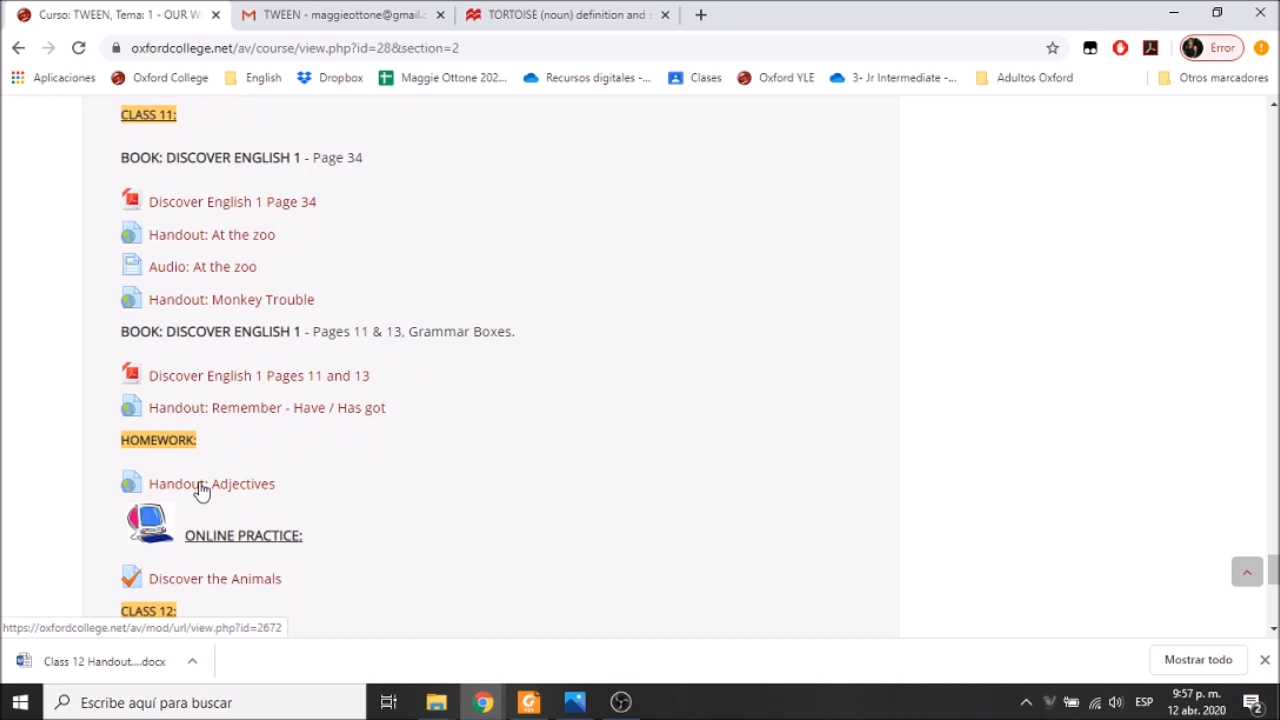 Curso: TWEEN, Tema: 1 - OUR W
TWEEN - maggieottone@gmail.c
TORTOISE (noun) definition and s
oxfordcollege.net/av/course/view.php?id=28&section=2
Error
Aplicaciones
Oxford College
English
Dropbox
Maggie Ottone 202...
Recursos digitales -...
Clases
Oxford YLE
3- Jr Intermediate -...
Adultos Oxford
Otros marcadores
CLASS 11:
BOOK: DISCOVER ENGLISH 1 - Page 34
Discover English 1 Page 34
Handout: At the zoo
Audio: At the zoo
Handout: Monkey Trouble
BOOK: DISCOVER ENGLISH 1 - Pages 11 & 13, Grammar Boxes.
Discover English 1 Pages 11 and 13
Handout: Remember - Have / Has got
HOMEWORK:
Handout: Adjectives
ONLINE PRACTICE:
Discover the Animals
CLASS 12:
https://oxfordcollege.net/av/mod/url/view.php?id=2672
Class 12 Handout....docx
Mostrar todo
Escribe aquí para buscar
ESP
9:57 p. m.
12 abr. 2020
2